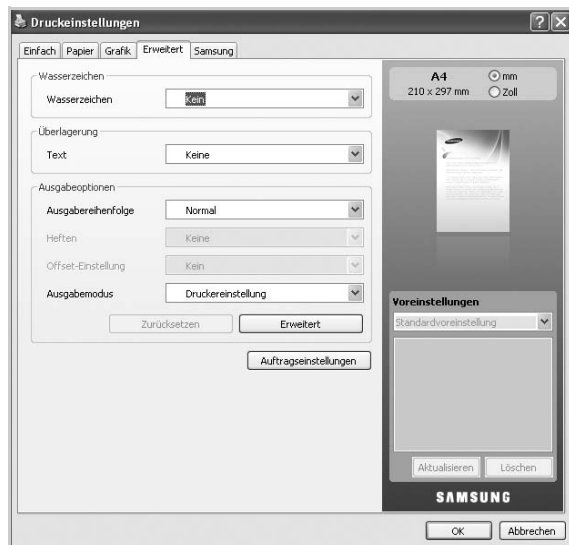 Druckeinstellungen
Einfach Papier Grafik Erweitert Samsung
Wasserzeichen
Wasserzeichen Kein
Überlagerung
Text Keine
Ausgabeoptionen
Ausgabereihenfolge Normal
Heften Keine
Offset-Einstellung Kein
Ausgabemodus Druckereinstellung
Zurücksetzen Erweitert
Auftragseinstellungen
A4
210 x 297 mm
mm
Zoll
Voreinstellungen
Standardvoreinstellung
Aktualisieren Löschen
SAMSUNG
OK Abbrechen